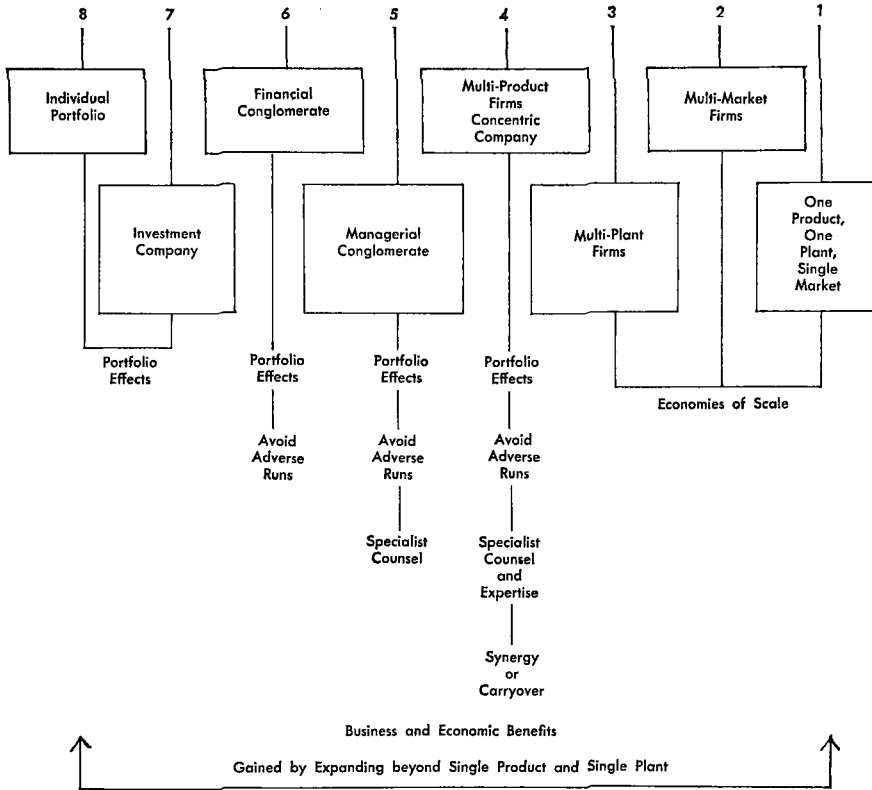 8 7 6 5 4 3 2 1
Individual
Portfolio
Financial
Conglomerate
Multi-Product
Firms
Concentric
Company
Multi-Market
Firms
Investment
Company
Managerial
Conglomerate
Multi-Plant
Firms
One
Product,
One
Plant,
Single
Market
Portfolio
Effects
Portfolio
Effects
Portfolio
Effects
Portfolio
Effects
Economies of Scale
Avoid
Adverse
Runs
Avoid
Adverse
Runs
Avoid
Adverse
Runs
Specialist
Counsel
Specialist
Counsel
and
Expertise
Synergy
or
Carryover
Business and Economic Benefits
Gained by Expanding beyond Single Product and Single Plant